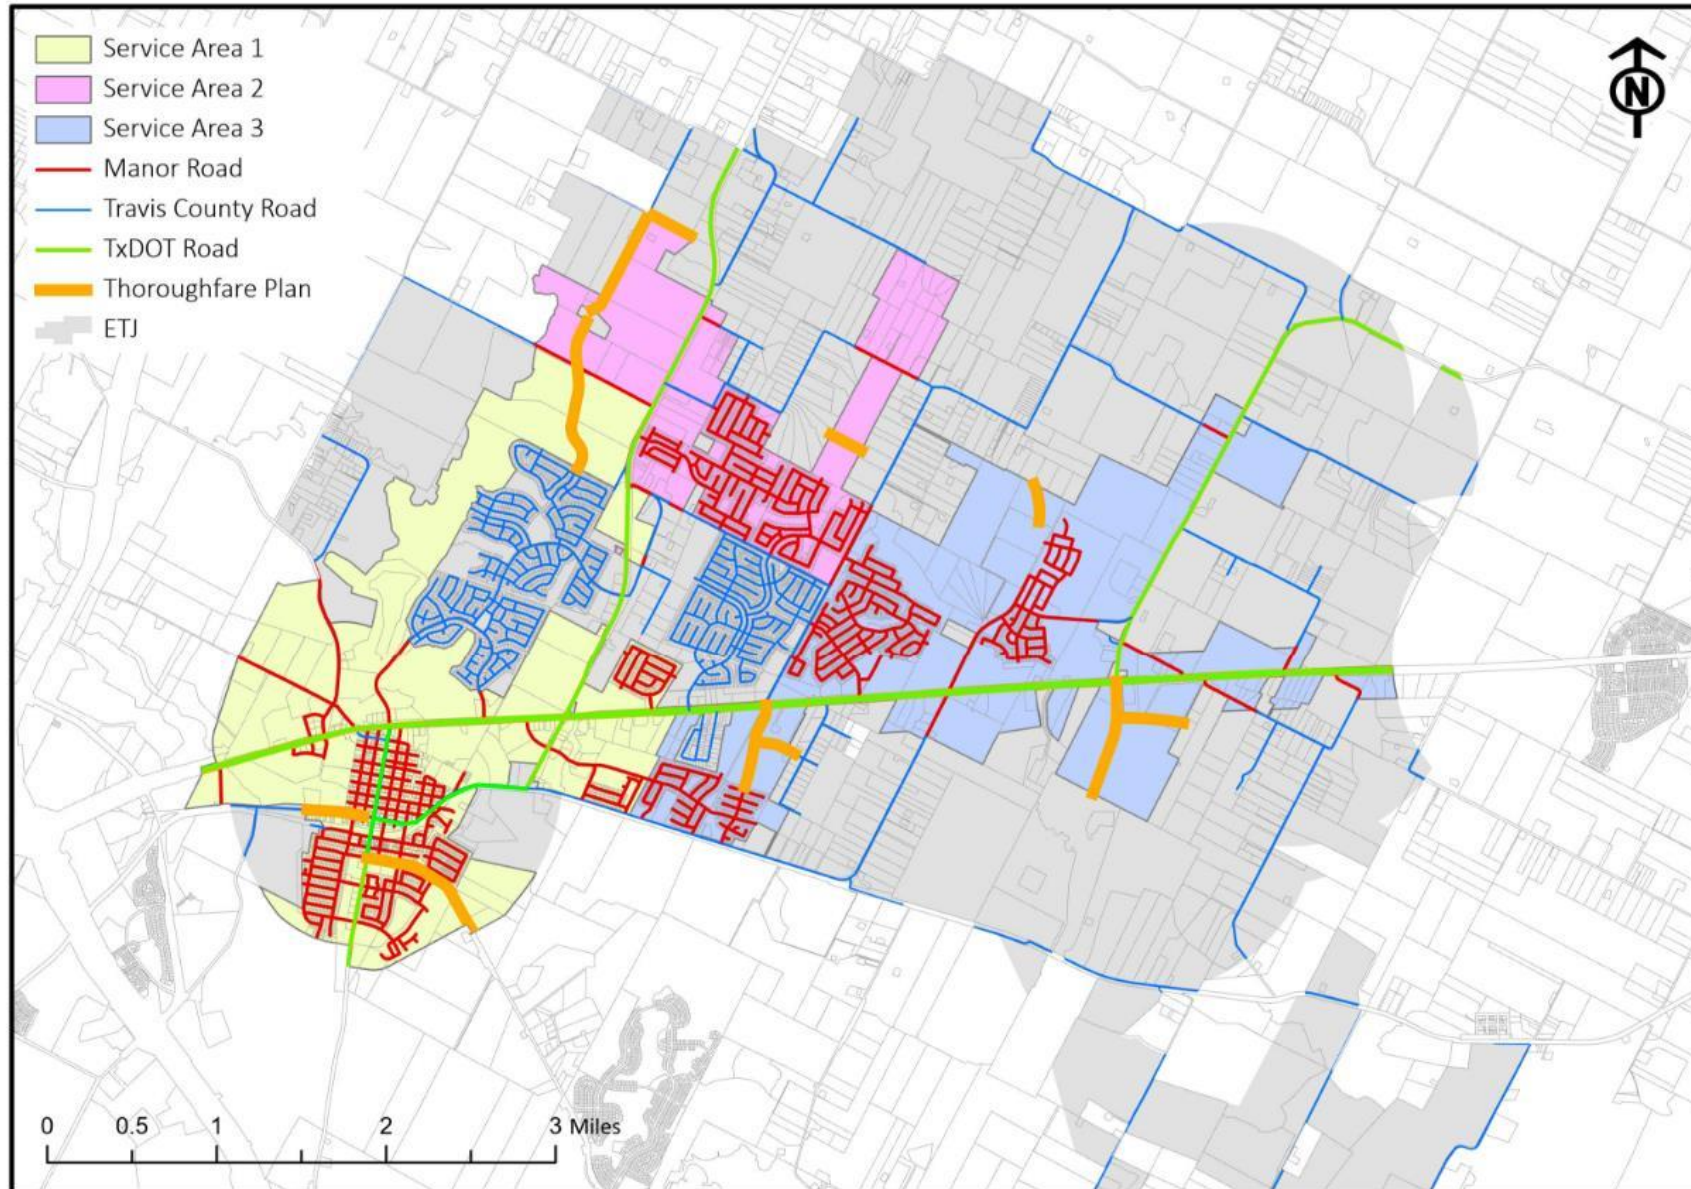 Service Area 1
Service Area 2
Service Area 3
Manor Road
Travis County Road
TxDOT Road
Thoroughfare Plan
ETJ
N
0 0.5 1 2 3 Miles